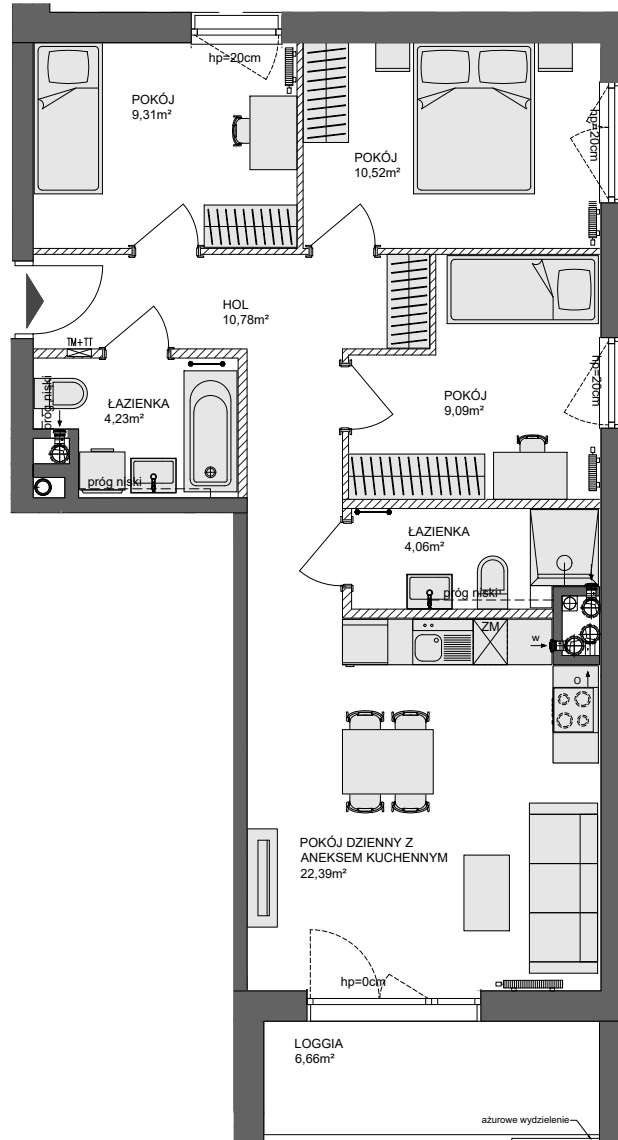 hp=20cm
POKÓJ
9,31m²
POKÓJ
10,52m²
hp=20cm
HOL
10,78m²
TM+TT
hp=20cm
próg niski
ŁAZIENKA
4,23m²
POKÓJ
9,09m²
próg niski
ŁAZIENKA
4,06m²
próg niski
ZM
w
O
POKÓJ DZIENNY Z
ANEKSEM KUCHENNYM
22,39m²
hp=0cm
LOGGIA
6,66m²
ażurowe wydzielenie